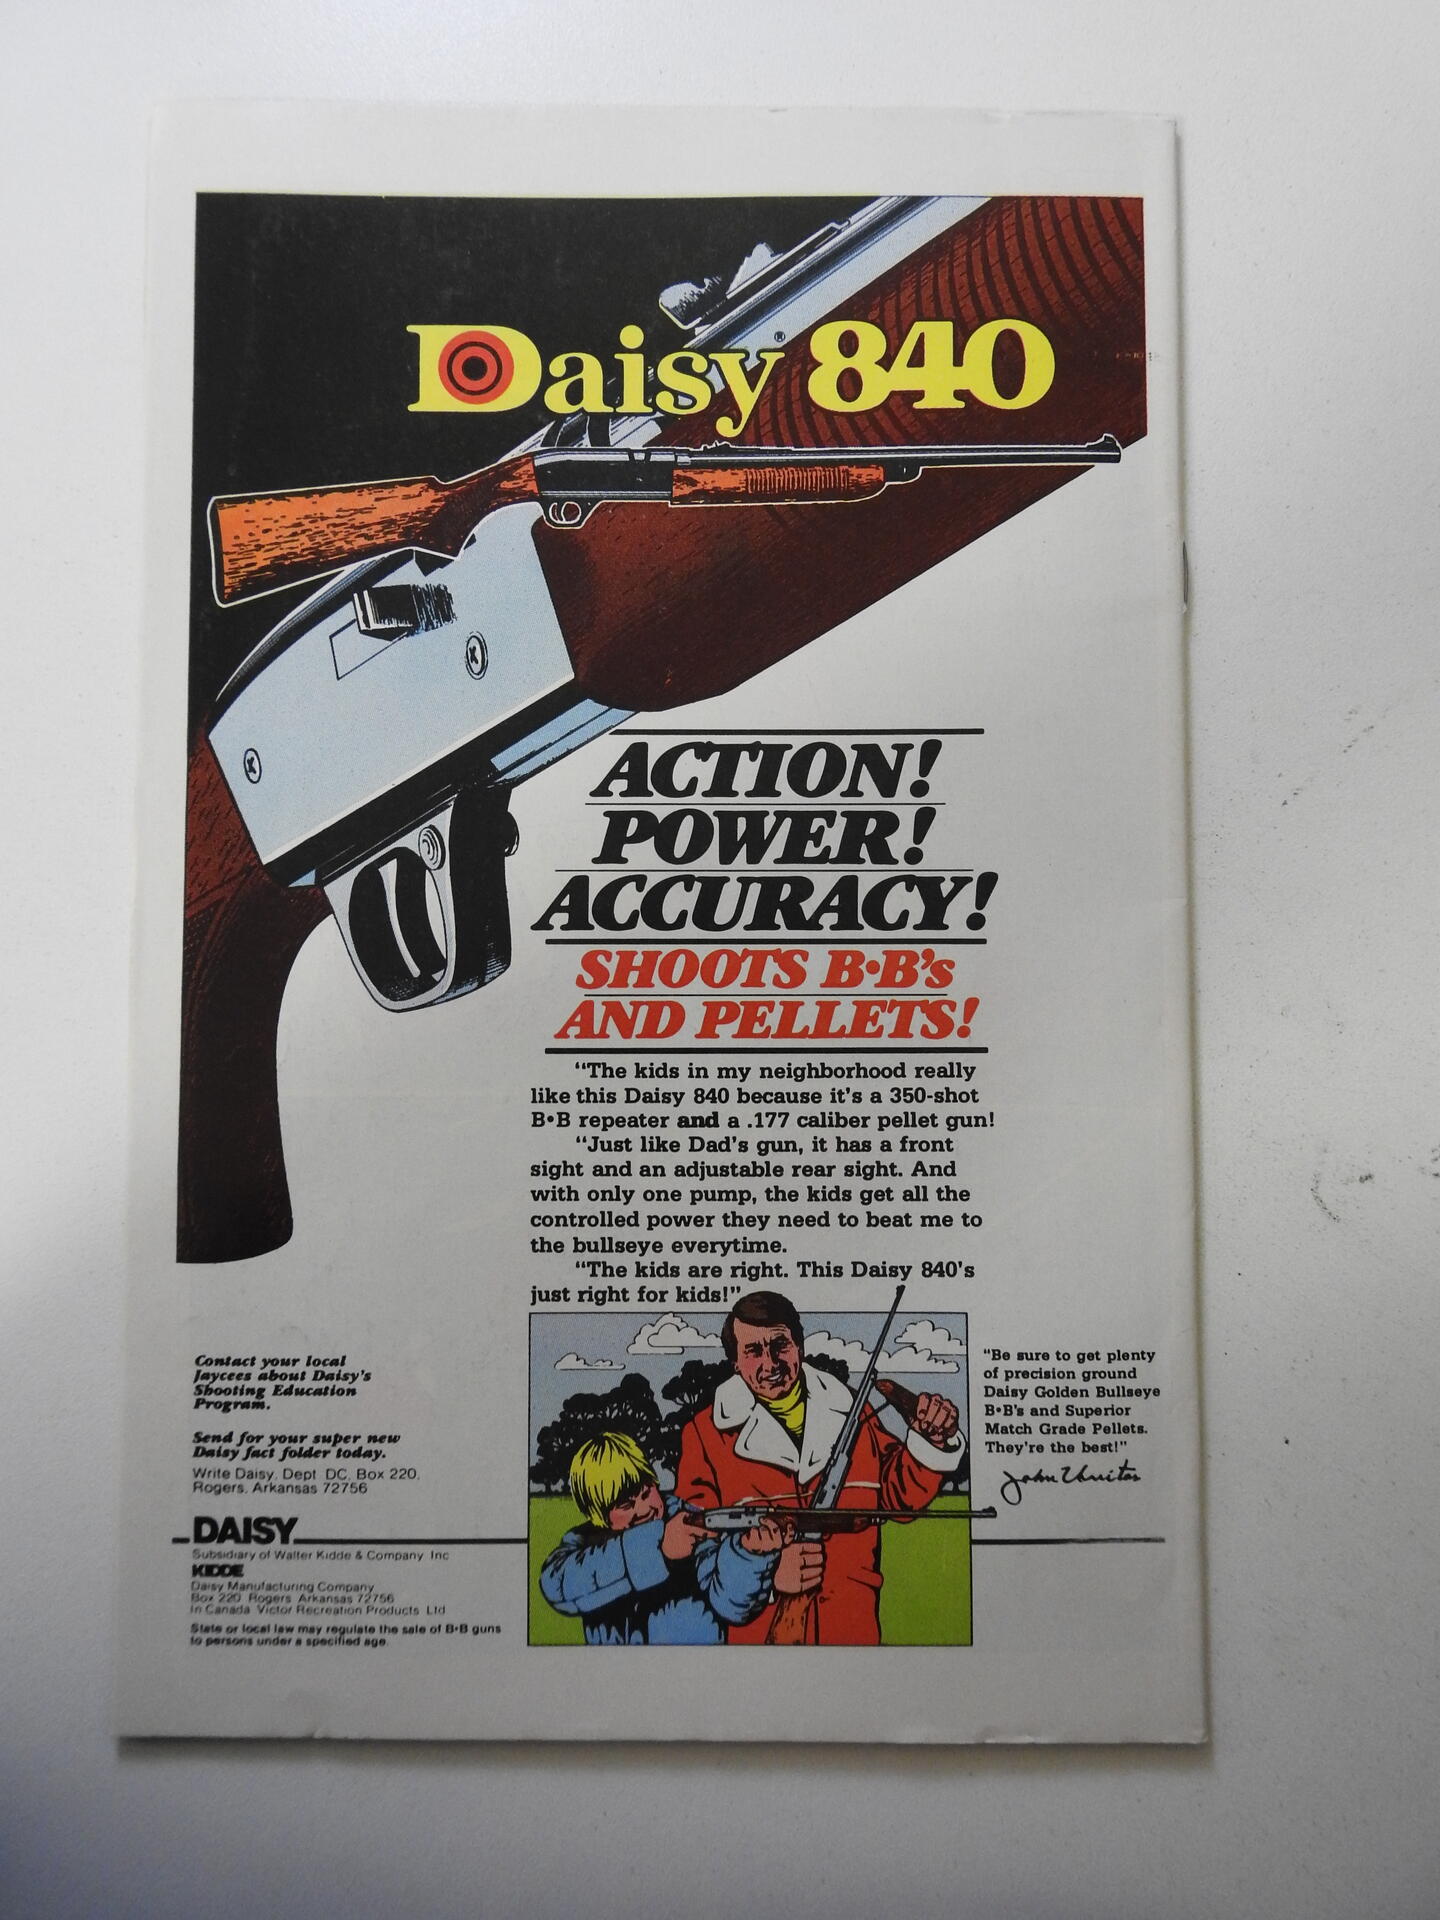 Daisy® 840
ACTION!
POWER!
ACCURACY!
SHOOTS B•B's
AND PELLETS!
“The kids in my neighborhood really
like this Daisy 840 because it's a 350-shot
B•B repeater and a .177 caliber pellet gun!
“Just like Dad's gun, it has a front
sight and an adjustable rear sight. And
with only one pump, the kids get all the
controlled power they need to beat me to
the bullseye everytime.
“The kids are right. This Daisy 840's
just right for kids!”
“Be sure to get plenty
of precision ground
Daisy Golden Bullseye
B•B's and Superior
Match Grade Pellets.
They're the best!”
John Unitas
Contact your local
Jaycees about Daisy's
Shooting Education
Program.
Send for your super new
Daisy fact folder today.
Write Daisy, Dept DC, Box 220,
Rogers, Arkansas 72756
DAISY
Subsidiary of Walter Kidde & Company Inc
KIDDE
Daisy Manufacturing Company
Box 220 Rogers Arkansas 72756
In Canada Victor Recreation Products Ltd
State or local law may regulate the sale of B•B guns
to persons under a specified age.